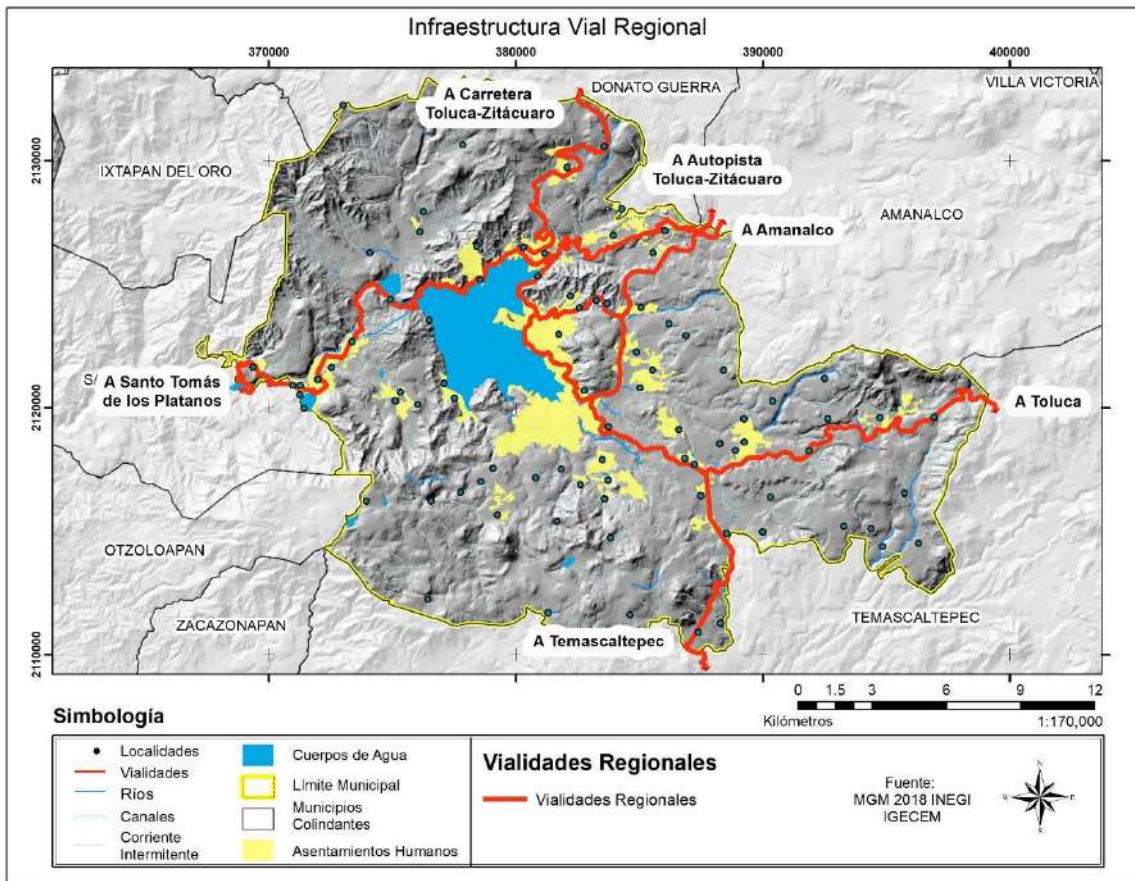 Infraestructura Vial Regional
370000
380000
390000
400000
A Carretera
Toluca-Zitácuaro
DONATO GUERRA
VILLA VICTORIA
2130000
IXTAPAN DEL ORO
A Autopista
Toluca-Zitácuaro
AMANALCO
A Amanalco
S/
A Santo Tomás
de los Platanos
2120000
A Toluca
OTZOLOAPAN
ZACAZONAPAN
TEMASCALTEPEC
A Temascaltepec
2110000
0 1.5 3 6 9 12
Kilómetros
1:170,000
Simbología
Localidades
Vialidades
Ríos
Canales
Corriente
Intermitente
Cuerpos de Agua
Límite Municipal
Municipios
Colindantes
Asentamientos Humanos
Vialidades Regionales
Vialidades Regionales
Fuente:
MGM 2018 INEGI
IGECEM
N
W
E
S